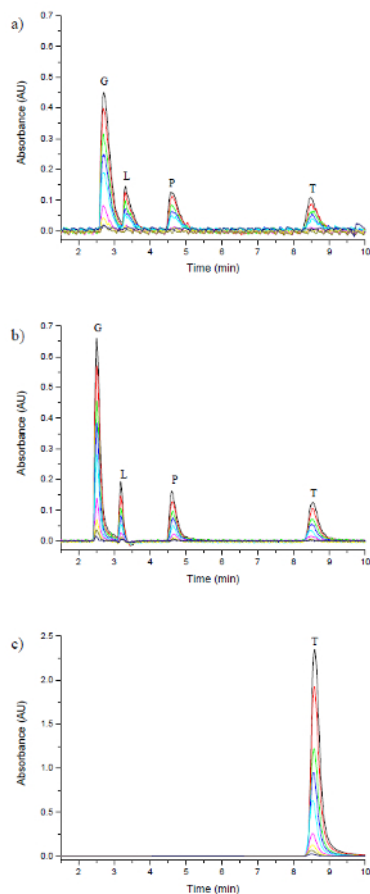 a)
0.7
0.6
0.5
0.4
0.3
0.2
0.1
0.0
Absorbance (AU)
G
L
P
T
2 3 4 5 6 7 8 9 10
Time (min)
b)
0.7
0.6
0.5
0.4
0.3
0.2
0.1
0.0
Absorbance (AU)
G
L
P
T
2 3 4 5 6 7 8 9 10
Time (min)
c)
2.5
2.0
1.5
1.0
0.5
0.0
Absorbance (AU)
T
2 3 4 5 6 7 8 9 10
Time (min)